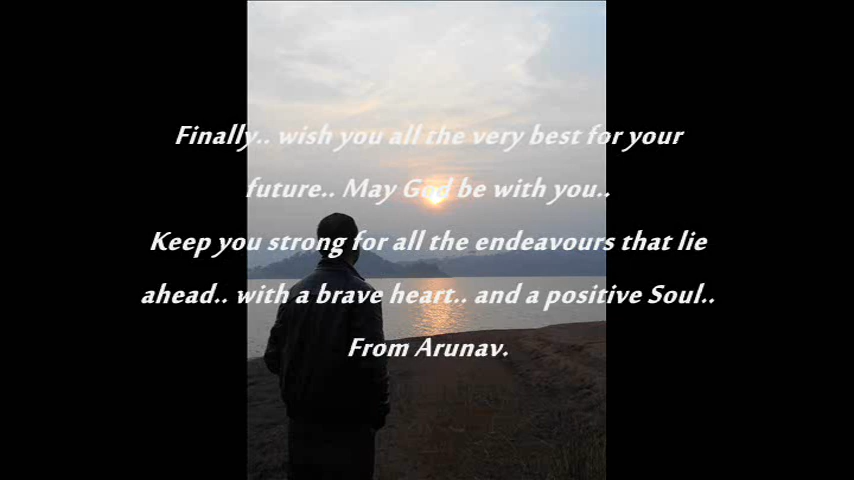 Finally.. wish you all the very best for your
future.. May God be with you..
Keep you strong for all the endeavours that lie
ahead.. with a brave heart.. and a positive Soul..
From Arunav.